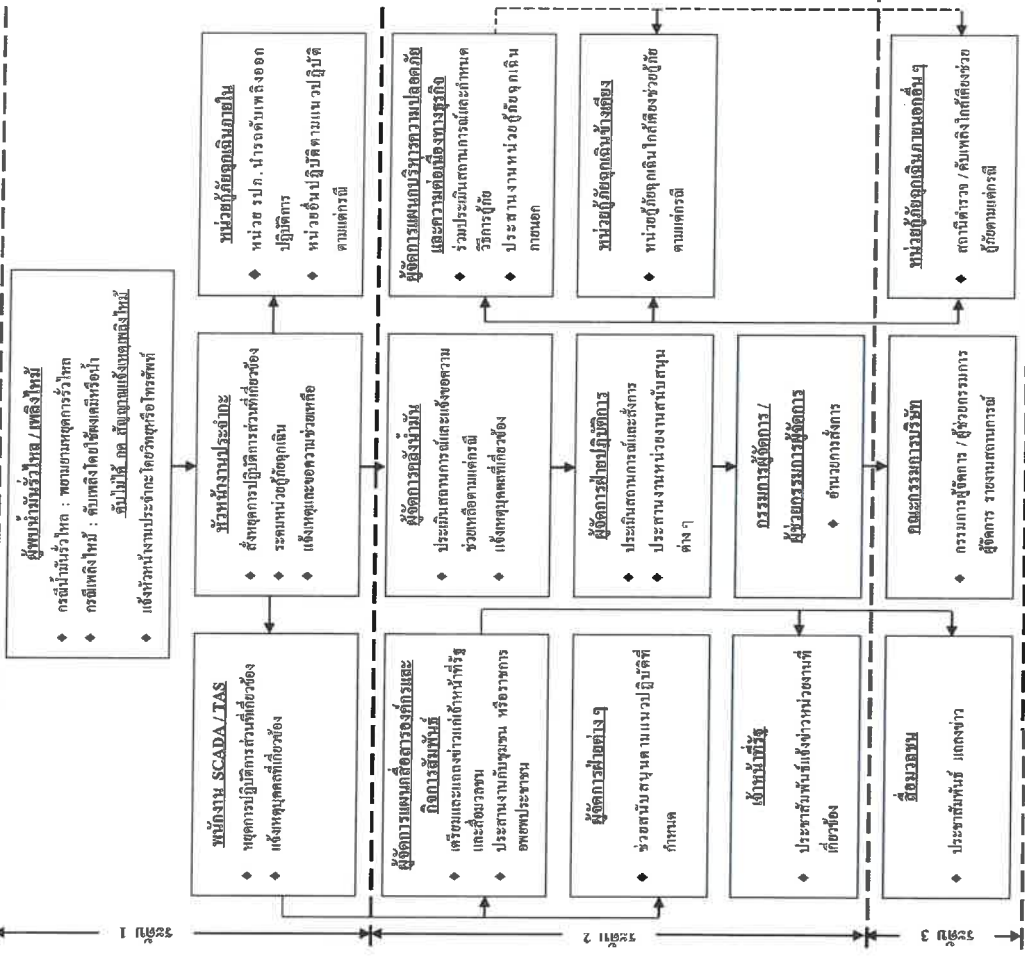 ผู้พบน้ำมันรั่วไหล / เพลิงไหม้
♦ กรณีน้ำมันรั่วไหล : พยายามหยุดการรั่วไหล
♦ กรณีเพลิงไหม้ : ดับเพลิงโดยใช้ผงเคมีหรือน้ำ
ดับไม่ได้ กด สัญญาณแจ้งเหตุเพลิงไหม้
♦ แจ้งหัวหน้างานประจำกะโดยวิทยุหรือโทรศัพท์
ระดับ 1
พนักงาน SCADA / TAS
♦ หยุดการปฏิบัติการส่วนที่เกี่ยวข้อง
♦ แจ้งเหตุบุคคลที่เกี่ยวข้อง
หัวหน้างานประจำกะ
♦ สั่งหยุดการปฏิบัติการส่วนที่เกี่ยวข้อง
♦ ระดมหน่วยกู้ภัยฉุกเฉิน
♦ แจ้งเหตุและขอความช่วยเหลือ
หน่วยกู้ภัยฉุกเฉินภายใน
♦ หน่วย รปภ. นำรถดับเพลิงออก
ปฏิบัติการ
♦ หน่วยอื่นปฏิบัติตามแนวปฏิบัติ
ตามแต่กรณี
ระดับ 2
ผู้จัดการแผนกสื่อสารองค์กรและ
กิจการสัมพันธ์
♦ เตรียมและแถลงข่าวแก่เจ้าหน้าที่รัฐ
และสื่อมวลชน
♦ ประสานงานกับชุมชน หรือราชการ
อพยพประชาชน
ผู้จัดการคลังน้ำมัน
♦ ประเมินสถานการณ์และแจ้งขอความ
ช่วยเหลือตามแต่กรณี
♦ แจ้งเหตุบุคคลที่เกี่ยวข้อง
ผู้จัดการแผนกบริหารความปลอดภัย
และความต่อเนื่องทางธุรกิจ
♦ ร่วมประเมินสถานการณ์และกำหนด
วิธีการกู้ภัย
♦ ประสานงานหน่วยกู้ภัยฉุกเฉิน
ภายนอก
ผู้จัดการฝ่ายต่าง ๆ
♦ ช่วยสนับสนุนตามแนวปฏิบัติที่
กำหนด
ผู้จัดการฝ่ายปฏิบัติการ
♦ ประเมินสถานการณ์และสั่งการ
♦ ประสานงานหน่วยงานสนับสนุน
ต่าง ๆ
หน่วยกู้ภัยฉุกเฉินข้างเคียง
♦ หน่วยกู้ภัยฉุกเฉินใกล้เคียงช่วยกู้ภัย
ตามแต่กรณี
เจ้าหน้าที่รัฐ
♦ ประชาสัมพันธ์แจ้งข่าวหน่วยงานที่
เกี่ยวข้อง
กรรมการผู้จัดการ /
ผู้ช่วยกรรมการผู้จัดการ
♦ อำนวยการสั่งการ
ระดับ 3
สื่อมวลชน
♦ ประชาสัมพันธ์ แถลงข่าว
คณะกรรมการบริษัท
♦ กรรมการผู้จัดการ / ผู้ช่วยกรรมการ
ผู้จัดการ รายงานสถานการณ์
หน่วยกู้ภัยฉุกเฉินภายนอกอื่น ๆ
♦ สถานีตำรวจ / ดับเพลิงใกล้เคียงช่วย
กู้ภัยตามแต่กรณี